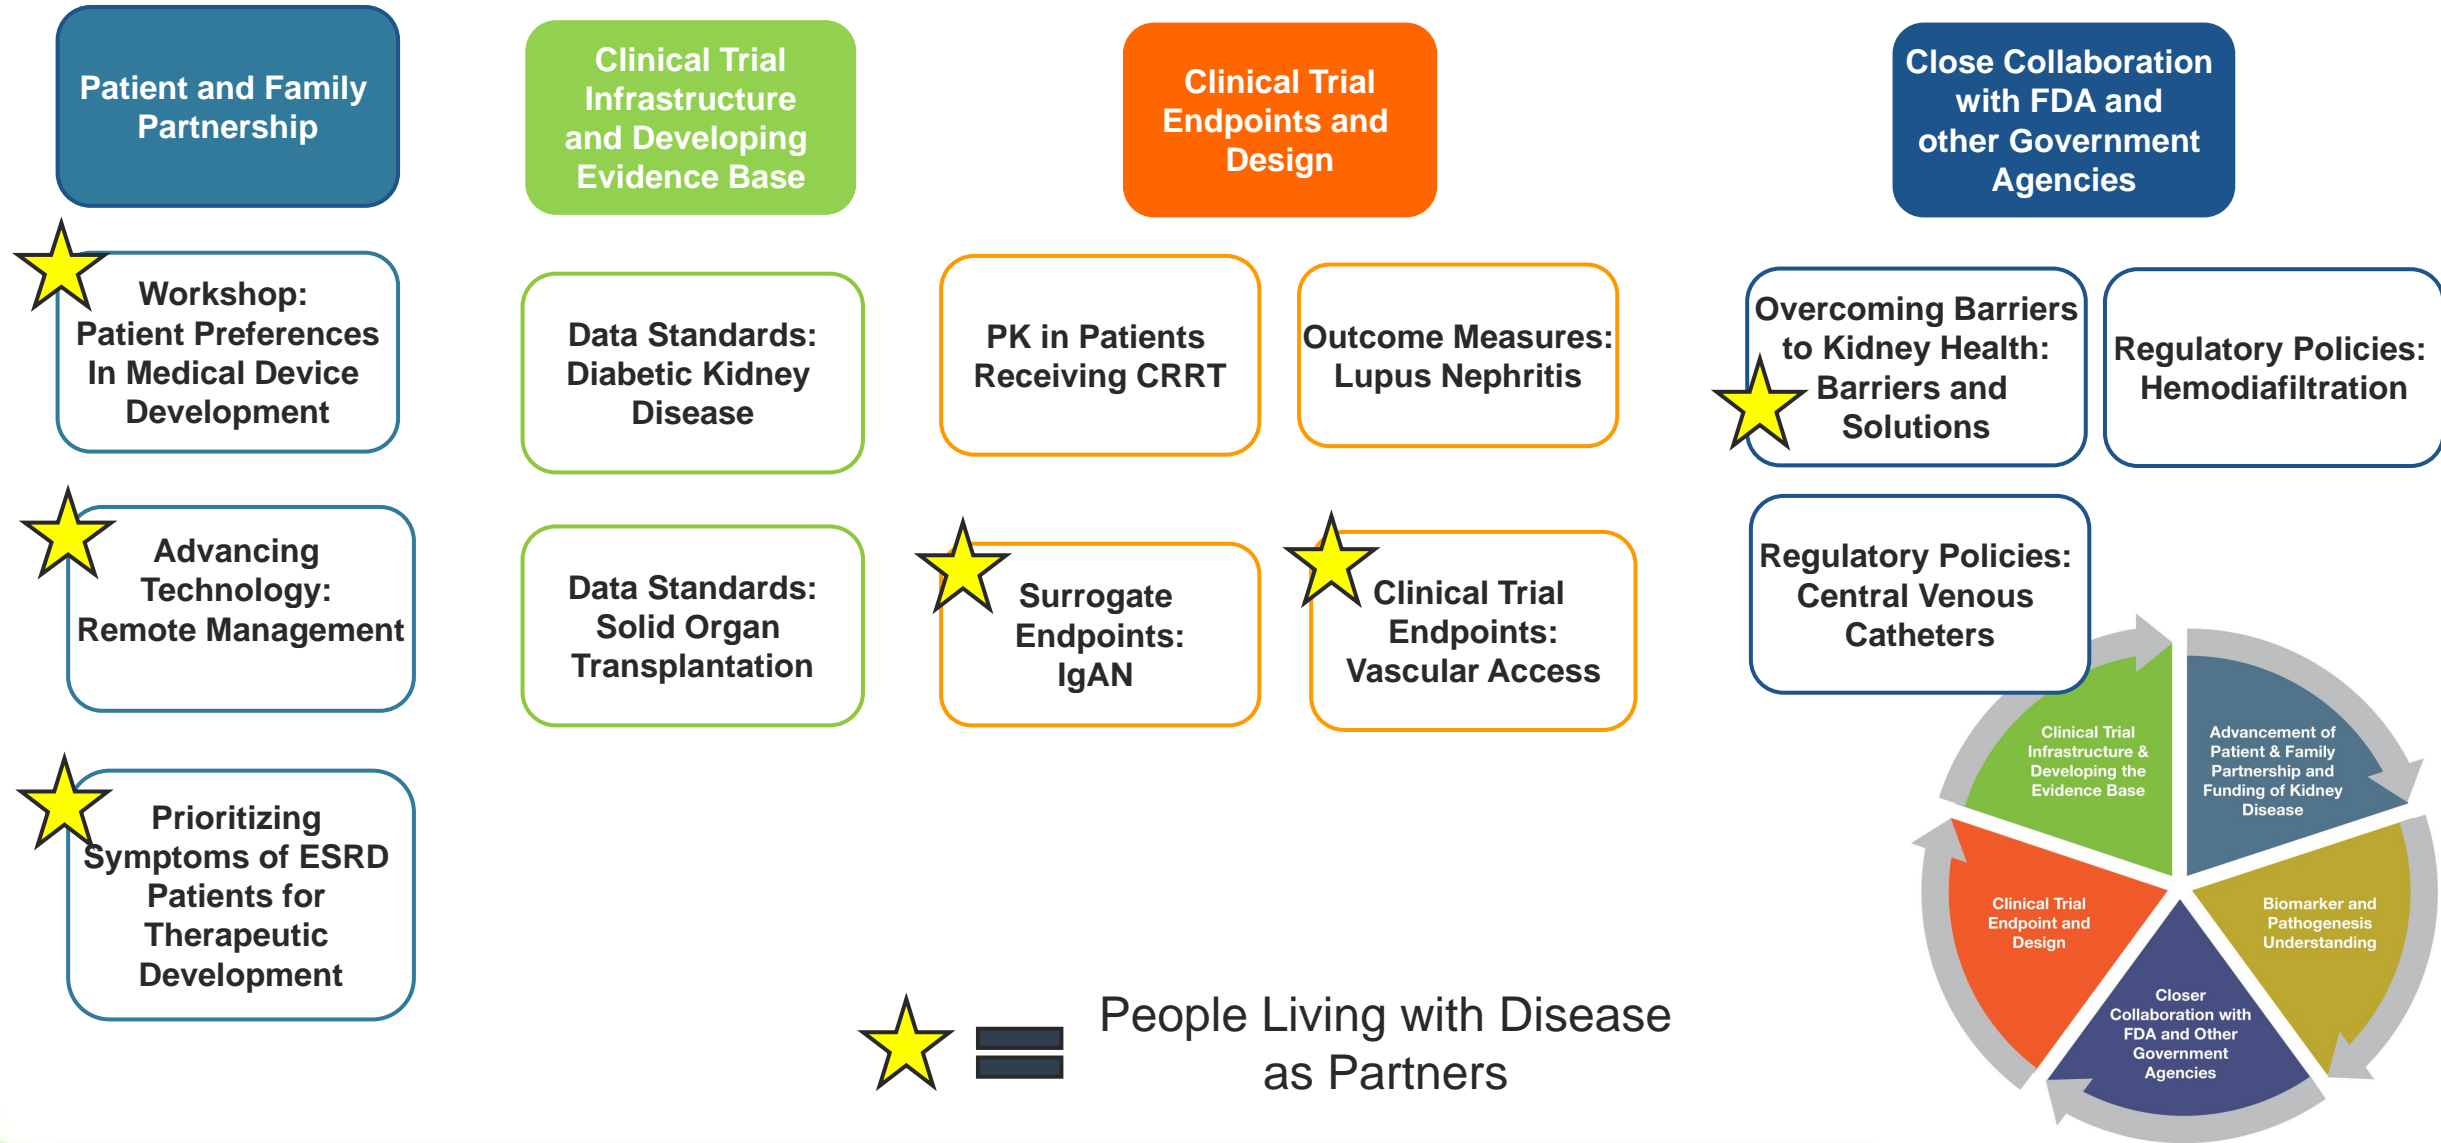 Patient and Family
Partnership
Clinical Trial
Infrastructure
and Developing
Evidence Base
Clinical Trial
Endpoints and
Design
Close Collaboration
with FDA and
other Government
Agencies
Workshop:
Patient Preferences
In Medical Device
Development
Data Standards:
Diabetic Kidney
Disease
PK in Patients
Receiving CRRT
Outcome Measures:
Lupus Nephritis
Overcoming Barriers
to Kidney Health:
Barriers and
Solutions
Regulatory Policies:
Hemodiafiltration
Advancing
Technology:
Remote Management
Data Standards:
Solid Organ
Transplantation
Surrogate
Endpoints:
IgAN
Clinical Trial
Endpoints:
Vascular Access
Regulatory Policies:
Central Venous
Catheters
Prioritizing
Symptoms of ESRD
Patients for
Therapeutic
Development
Clinical Trial
Infrastructure &
Developing the
Evidence Base
Advancement of
Patient & Family
Partnership and
Funding of Kidney
Disease
Clinical Trial
Endpoint and
Design
Biomarker and
Pathogenesis
Understanding
Closer
Collaboration with
FDA and Other
Government
Agencies
People Living with Disease
as Partners